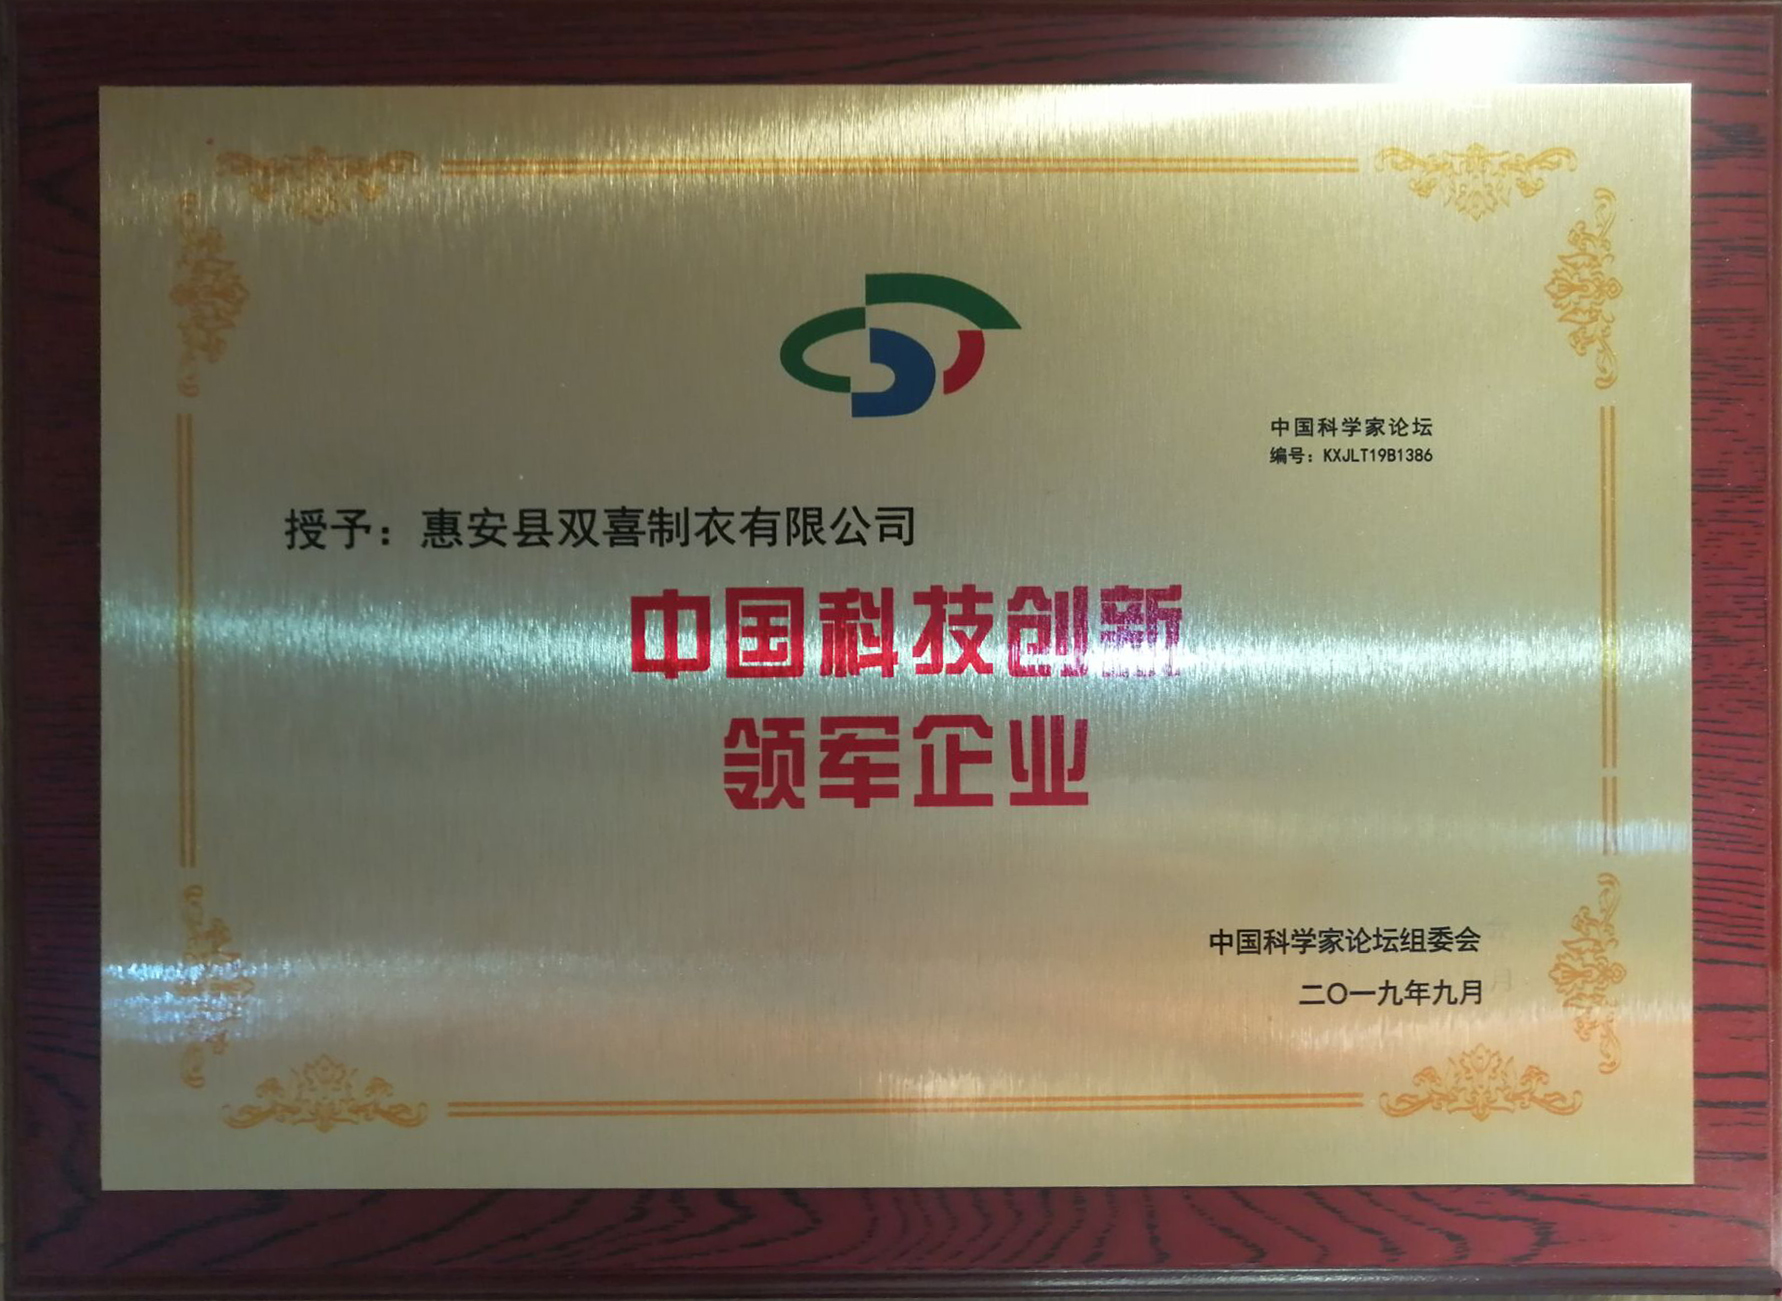 中国科学家论坛
编号：KXJLT19B1386
授予：惠安县双喜制衣有限公司
中国科技创新
领军企业
中国科学家论坛组委会
二〇一九年九月